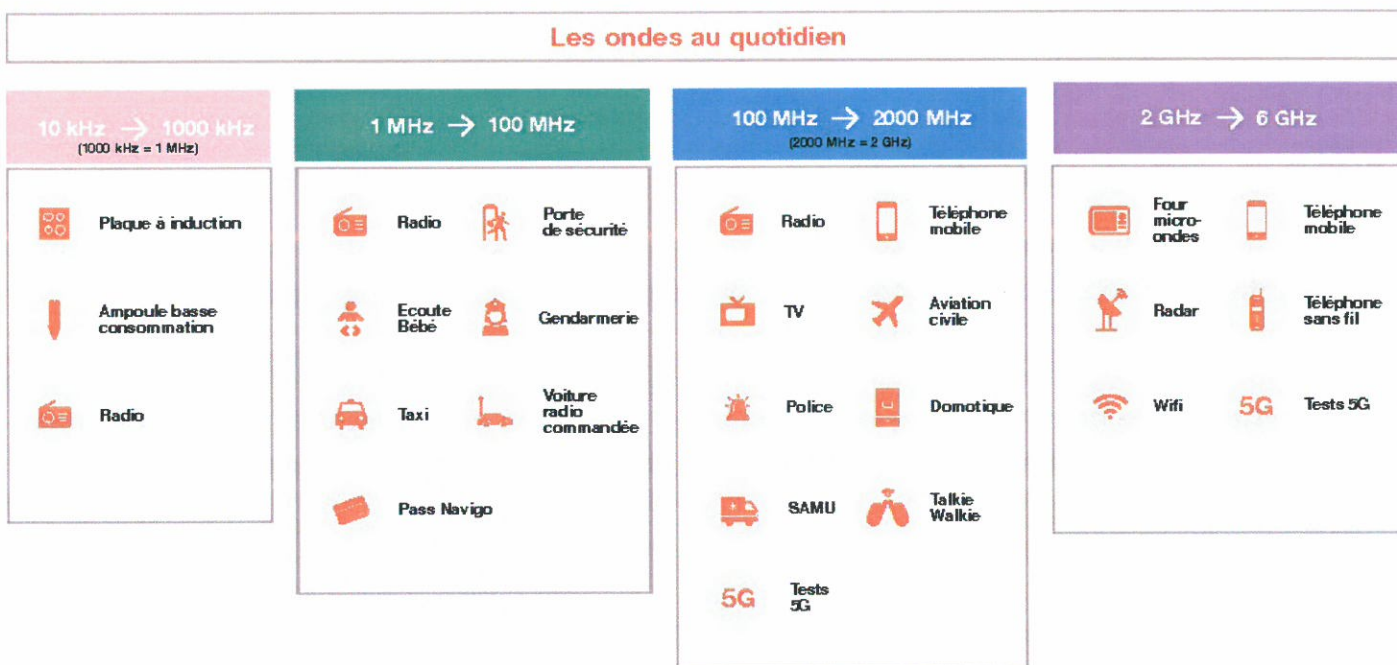 Les ondes au quotidien
10 kHz → 1000 kHz
(1000 kHz = 1 MHz)
Plaque à induction
Ampoule basse
consommation
Radio
1 MHz → 100 MHz
Radio
Porte
de sécurité
Ecoute
Bébé
Gendarmerie
Taxi
Voiture
radio
commandée
Pass Navigo
100 MHz → 2000 MHz
(2000 MHz = 2 GHz)
Radio
Téléphone
mobile
TV
Aviation
civile
Police
Domotique
SAMU
Talkie
Walkie
5G
Tests
5G
2 GHz → 6 GHz
Four
micro-
ondes
Téléphone
mobile
Radar
Téléphone
sans fil
Wifi
5G
Tests 5G